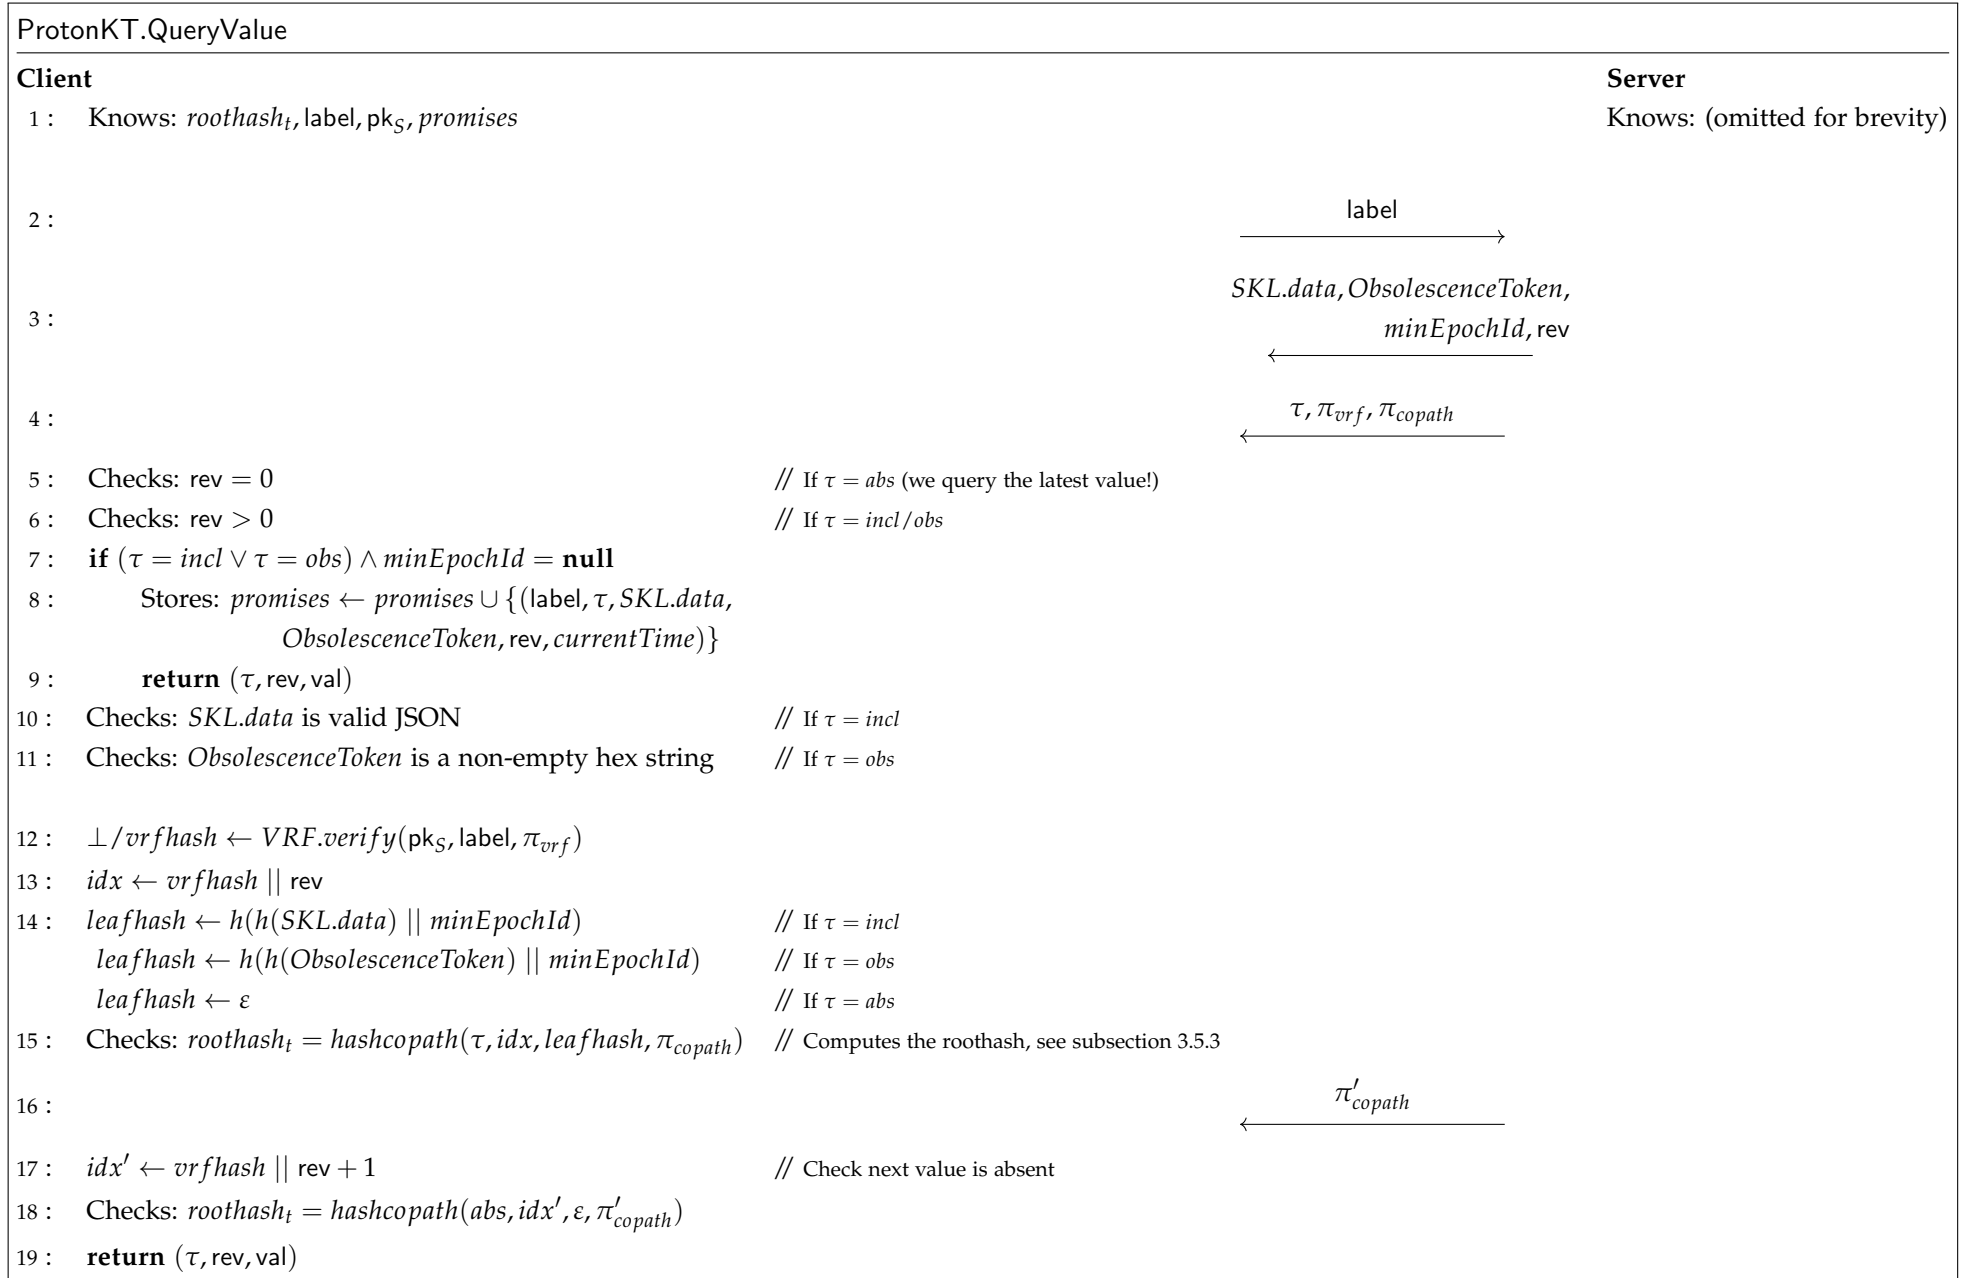 ProtonKT.QueryValue
Client Server
1 : Knows: roothash_t, label, pk_S, promises Knows: (omitted for brevity)
2 : label
SKL.data, ObsolescenceToken,
3 : minEpochId, rev
4 : τ, π_vrf, π_copath
5 : Checks: rev = 0 // If τ = abs (we query the latest value!)
6 : Checks: rev > 0 // If τ = incl/obs
7 : if (τ = incl ∨ τ = obs) ∧ minEpochId = null
8 : Stores: promises ← promises ∪ {(label, τ, SKL.data,
ObsolescenceToken, rev, currentTime)}
9 : return (τ, rev, val)
10 : Checks: SKL.data is valid JSON // If τ = incl
11 : Checks: ObsolescenceToken is a non-empty hex string // If τ = obs
12 : ⊥/vrfhash ← VRF.verify(pk_S, label, π_vrf)
13 : idx ← vrfhash || rev
14 : leafhash ← h(h(SKL.data) || minEpochId) // If τ = incl
leafhash ← h(h(ObsolescenceToken) || minEpochId) // If τ = obs
leafhash ← ε // If τ = abs
15 : Checks: roothash_t = hashcopath(τ, idx, leafhash, π_copath) // Computes the roothash, see subsection 3.5.3
16 : π′_copath
17 : idx′ ← vrfhash || rev + 1 // Check next value is absent
18 : Checks: roothash_t = hashcopath(abs, idx′, ε, π′_copath)
19 : return (τ, rev, val)